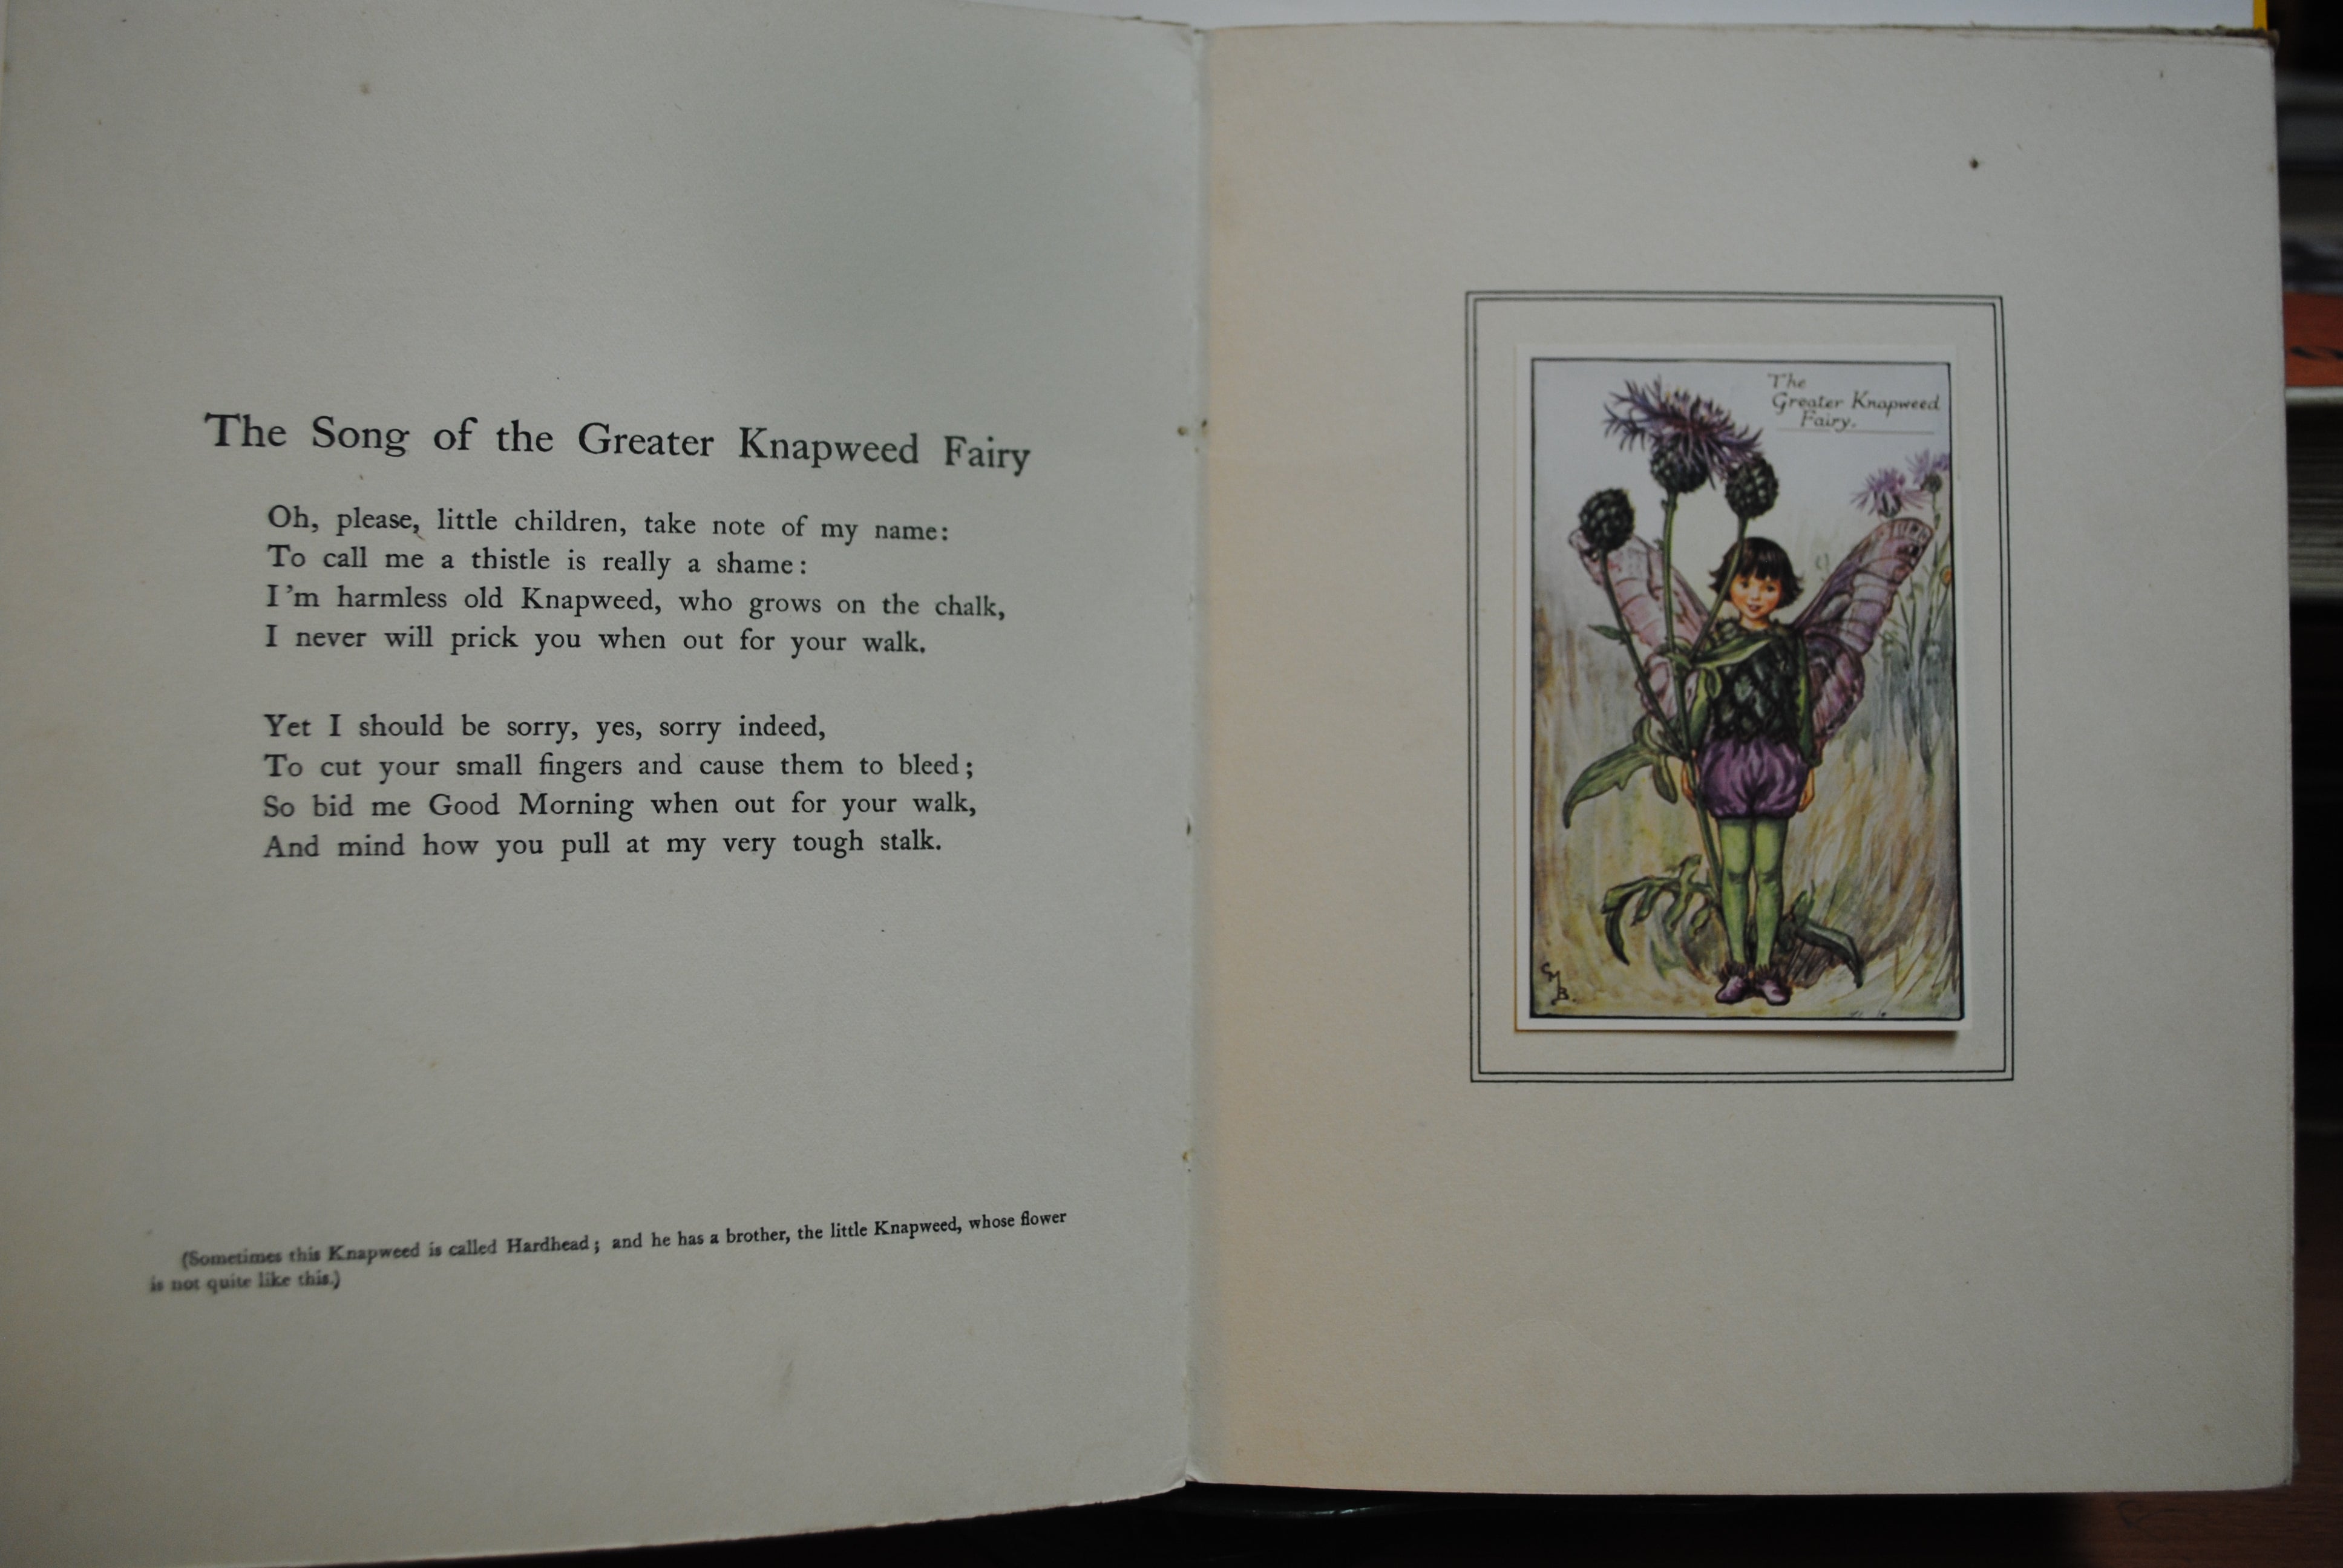 The Song of the Greater Knapweed Fairy
Oh, please, little children, take note of my name:
To call me a thistle is really a shame:
I'm harmless old Knapweed, who grows on the chalk,
I never will prick you when out for your walk.
Yet I should be sorry, yes, sorry indeed,
To cut your small fingers and cause them to bleed;
So bid me Good Morning when out for your walk,
And mind how you pull at my very tough stalk.
(Sometimes this Knapweed is called Hardhead; and he has a brother, the little Knapweed, whose flower
is not quite like this.)
The
Greater Knapweed
Fairy.
C
M
B.